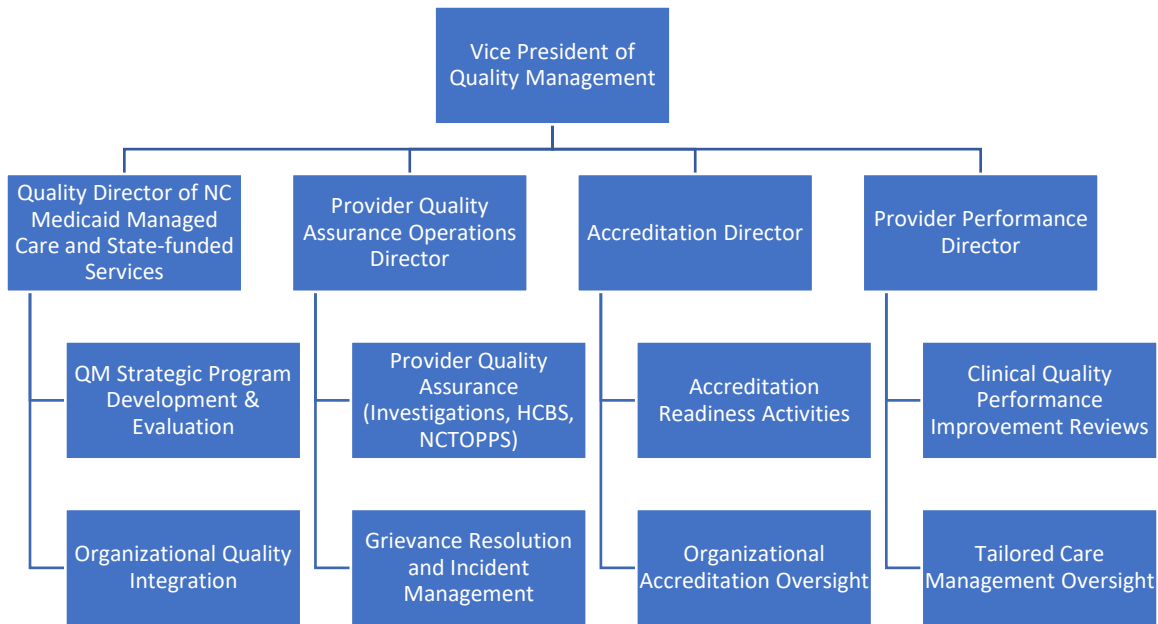 Vice President of
Quality Management
Quality Director of NC
Medicaid Managed
Care and State-funded
Services
Provider Quality
Assurance Operations
Director
Accreditation Director
Provider Performance
Director
QM Strategic Program
Development &
Evaluation
Provider Quality
Assurance
(Investigations, HCBS,
NCTOPPS)
Accreditation
Readiness Activities
Clinical Quality
Performance
Improvement Reviews
Organizational Quality
Integration
Grievance Resolution
and Incident
Management
Organizational
Accreditation Oversight
Tailored Care
Management Oversight